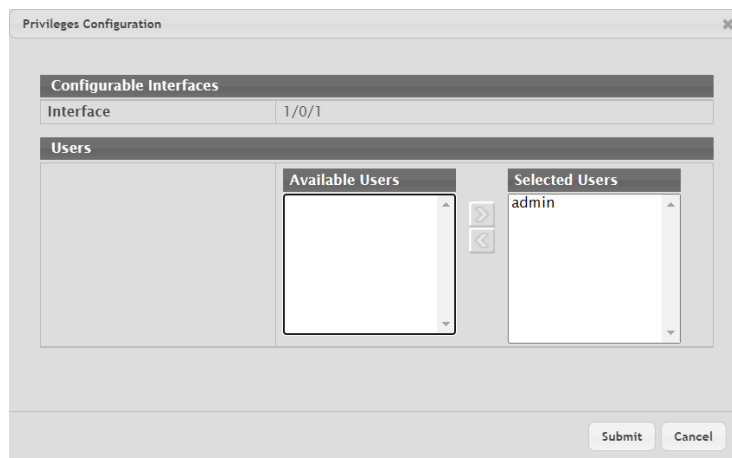 Privileges Configuration
Configurable Interfaces
Interface 1/0/1
Users
Available Users Selected Users
admin
Submit Cancel